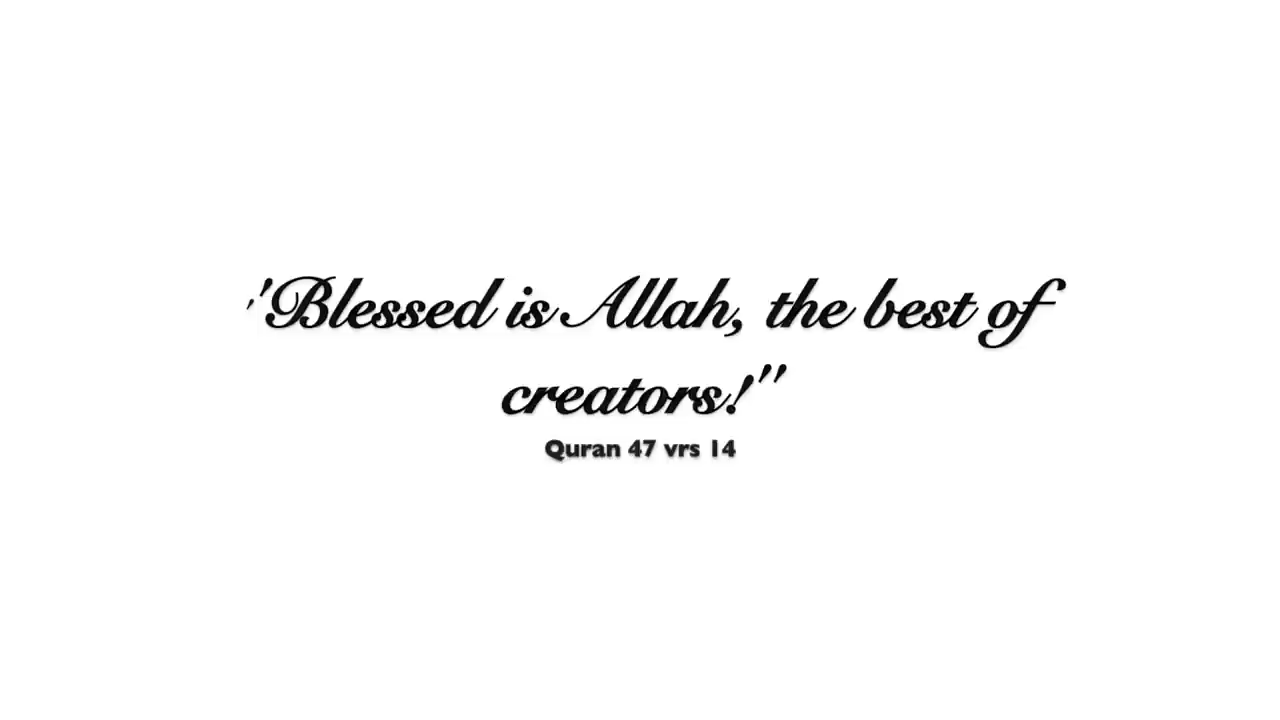 "Blessed is Allah, the best of
creators!"
Quran 47 vrs 14